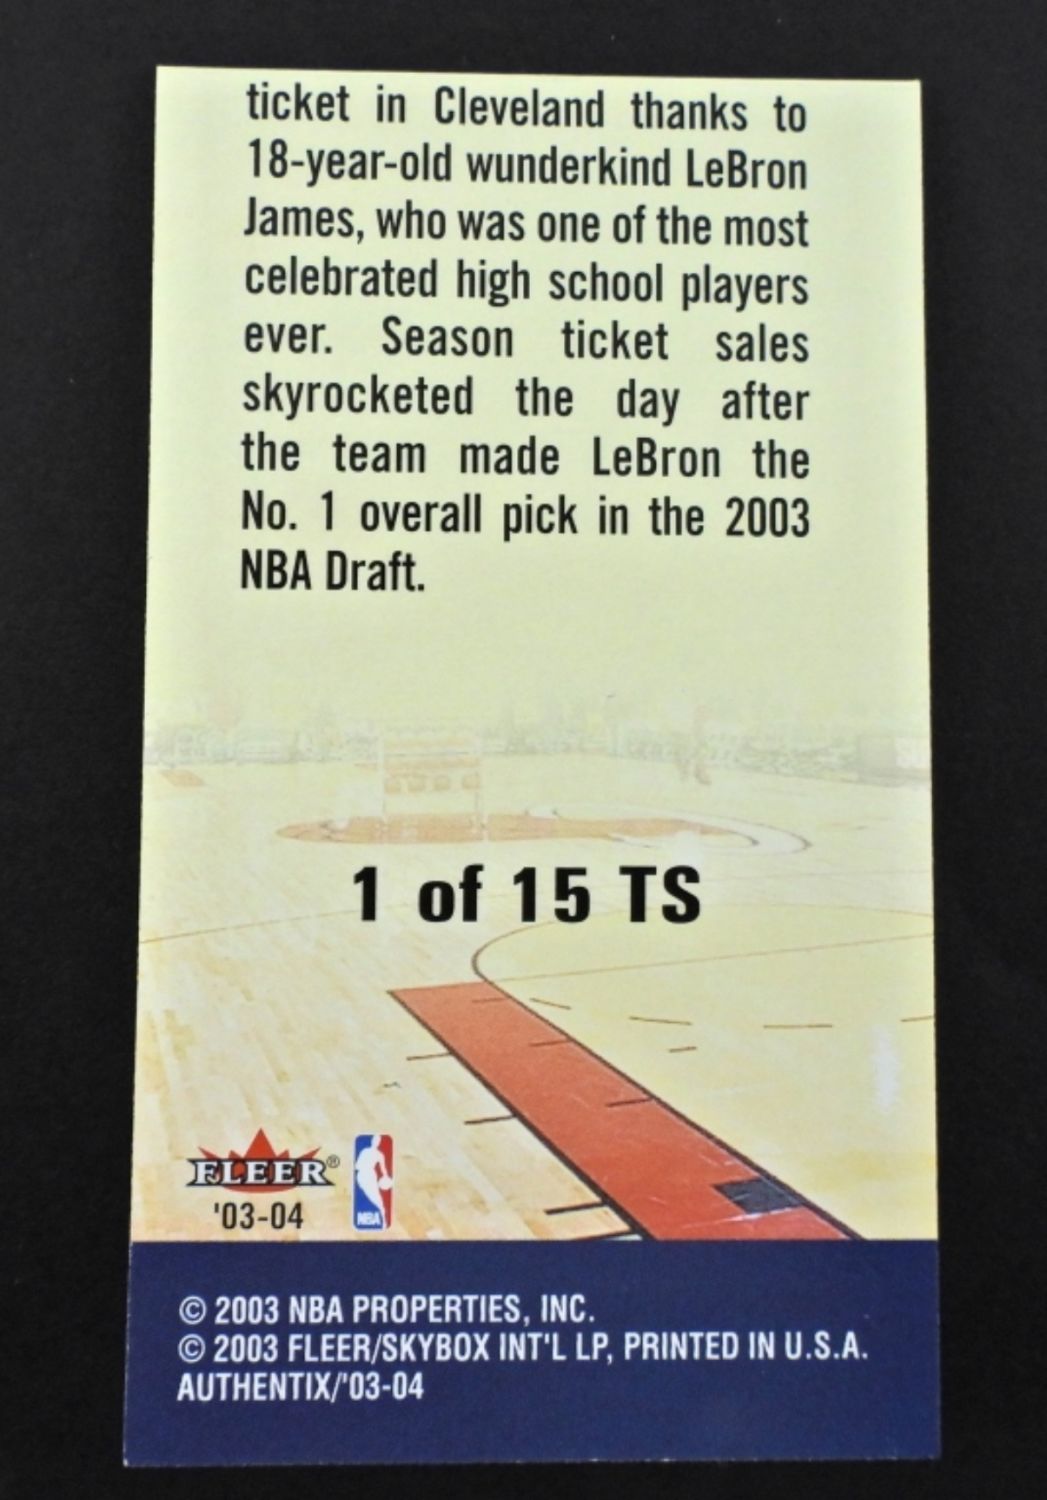 ticket in Cleveland thanks to
18-year-old wunderkind LeBron
James, who was one of the most
celebrated high school players
ever. Season ticket sales
skyrocketed the day after
the team made LeBron the
No. 1 overall pick in the 2003
NBA Draft.
1 of 15 TS
FLEER®
'03-04
NBA
© 2003 NBA PROPERTIES, INC.
© 2003 FLEER/SKYBOX INT'L LP, PRINTED IN U.S.A.
AUTHENTIX/'03-04